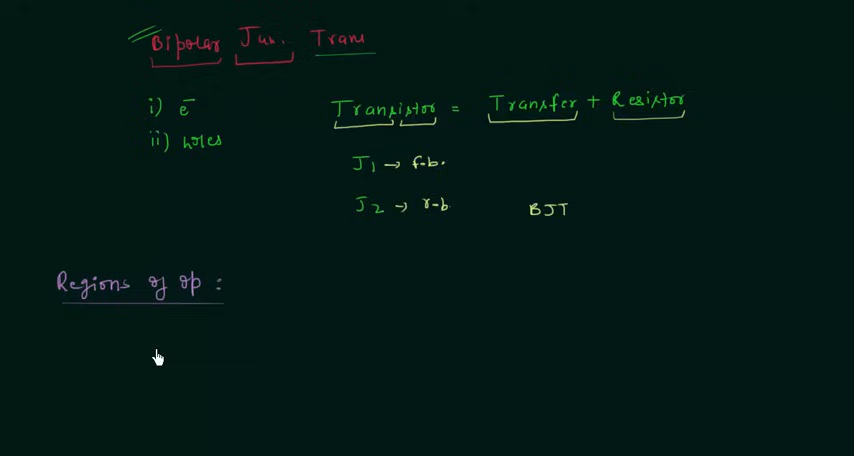 Bipolar Jun. Trans
i) e⁻
ii) holes
Transistor = Transfer + Resistor
J1 → f.b.
J2 → r.b.
BJT
Regions of op :